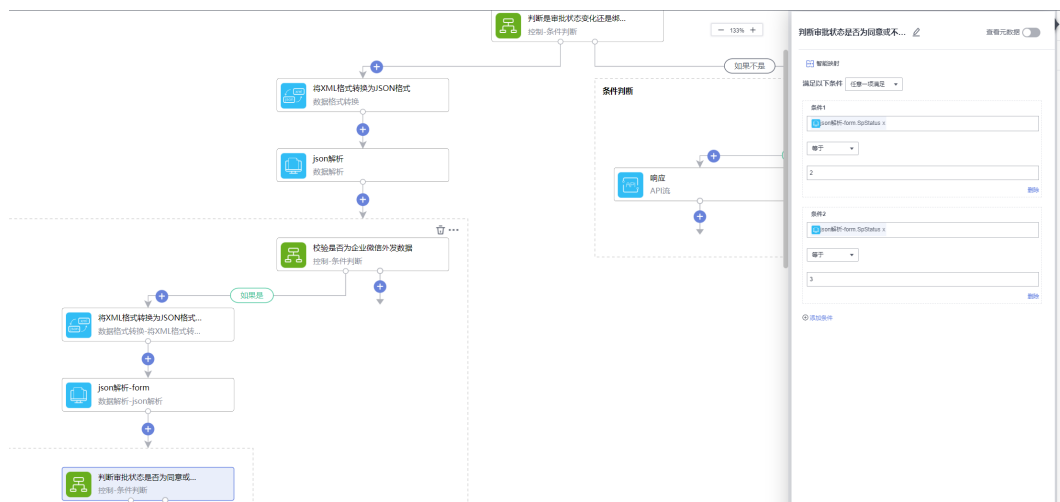 判断是审批状态变化还是绑...
控制-条件判断
− 133% +
如果不是
将XML格式转换为JSON格式
数据格式转换
条件判断
json解析
数据解析
响应
API流
校验是否为企业微信外发数据
控制-条件判断
如果是
将XML格式转换为JSON格式...
数据格式转换-将XML格式转...
json解析-form
数据解析-json解析
判断审批状态是否为同意或...
控制-条件判断
判断审批状态是否为同意或不...
查看元数据
智能映射
满足以下条件 任意一项满足
条件1
json解析-form.SpStatus x
等于
2
删除
条件2
json解析-form.SpStatus x
等于
3
删除
添加条件